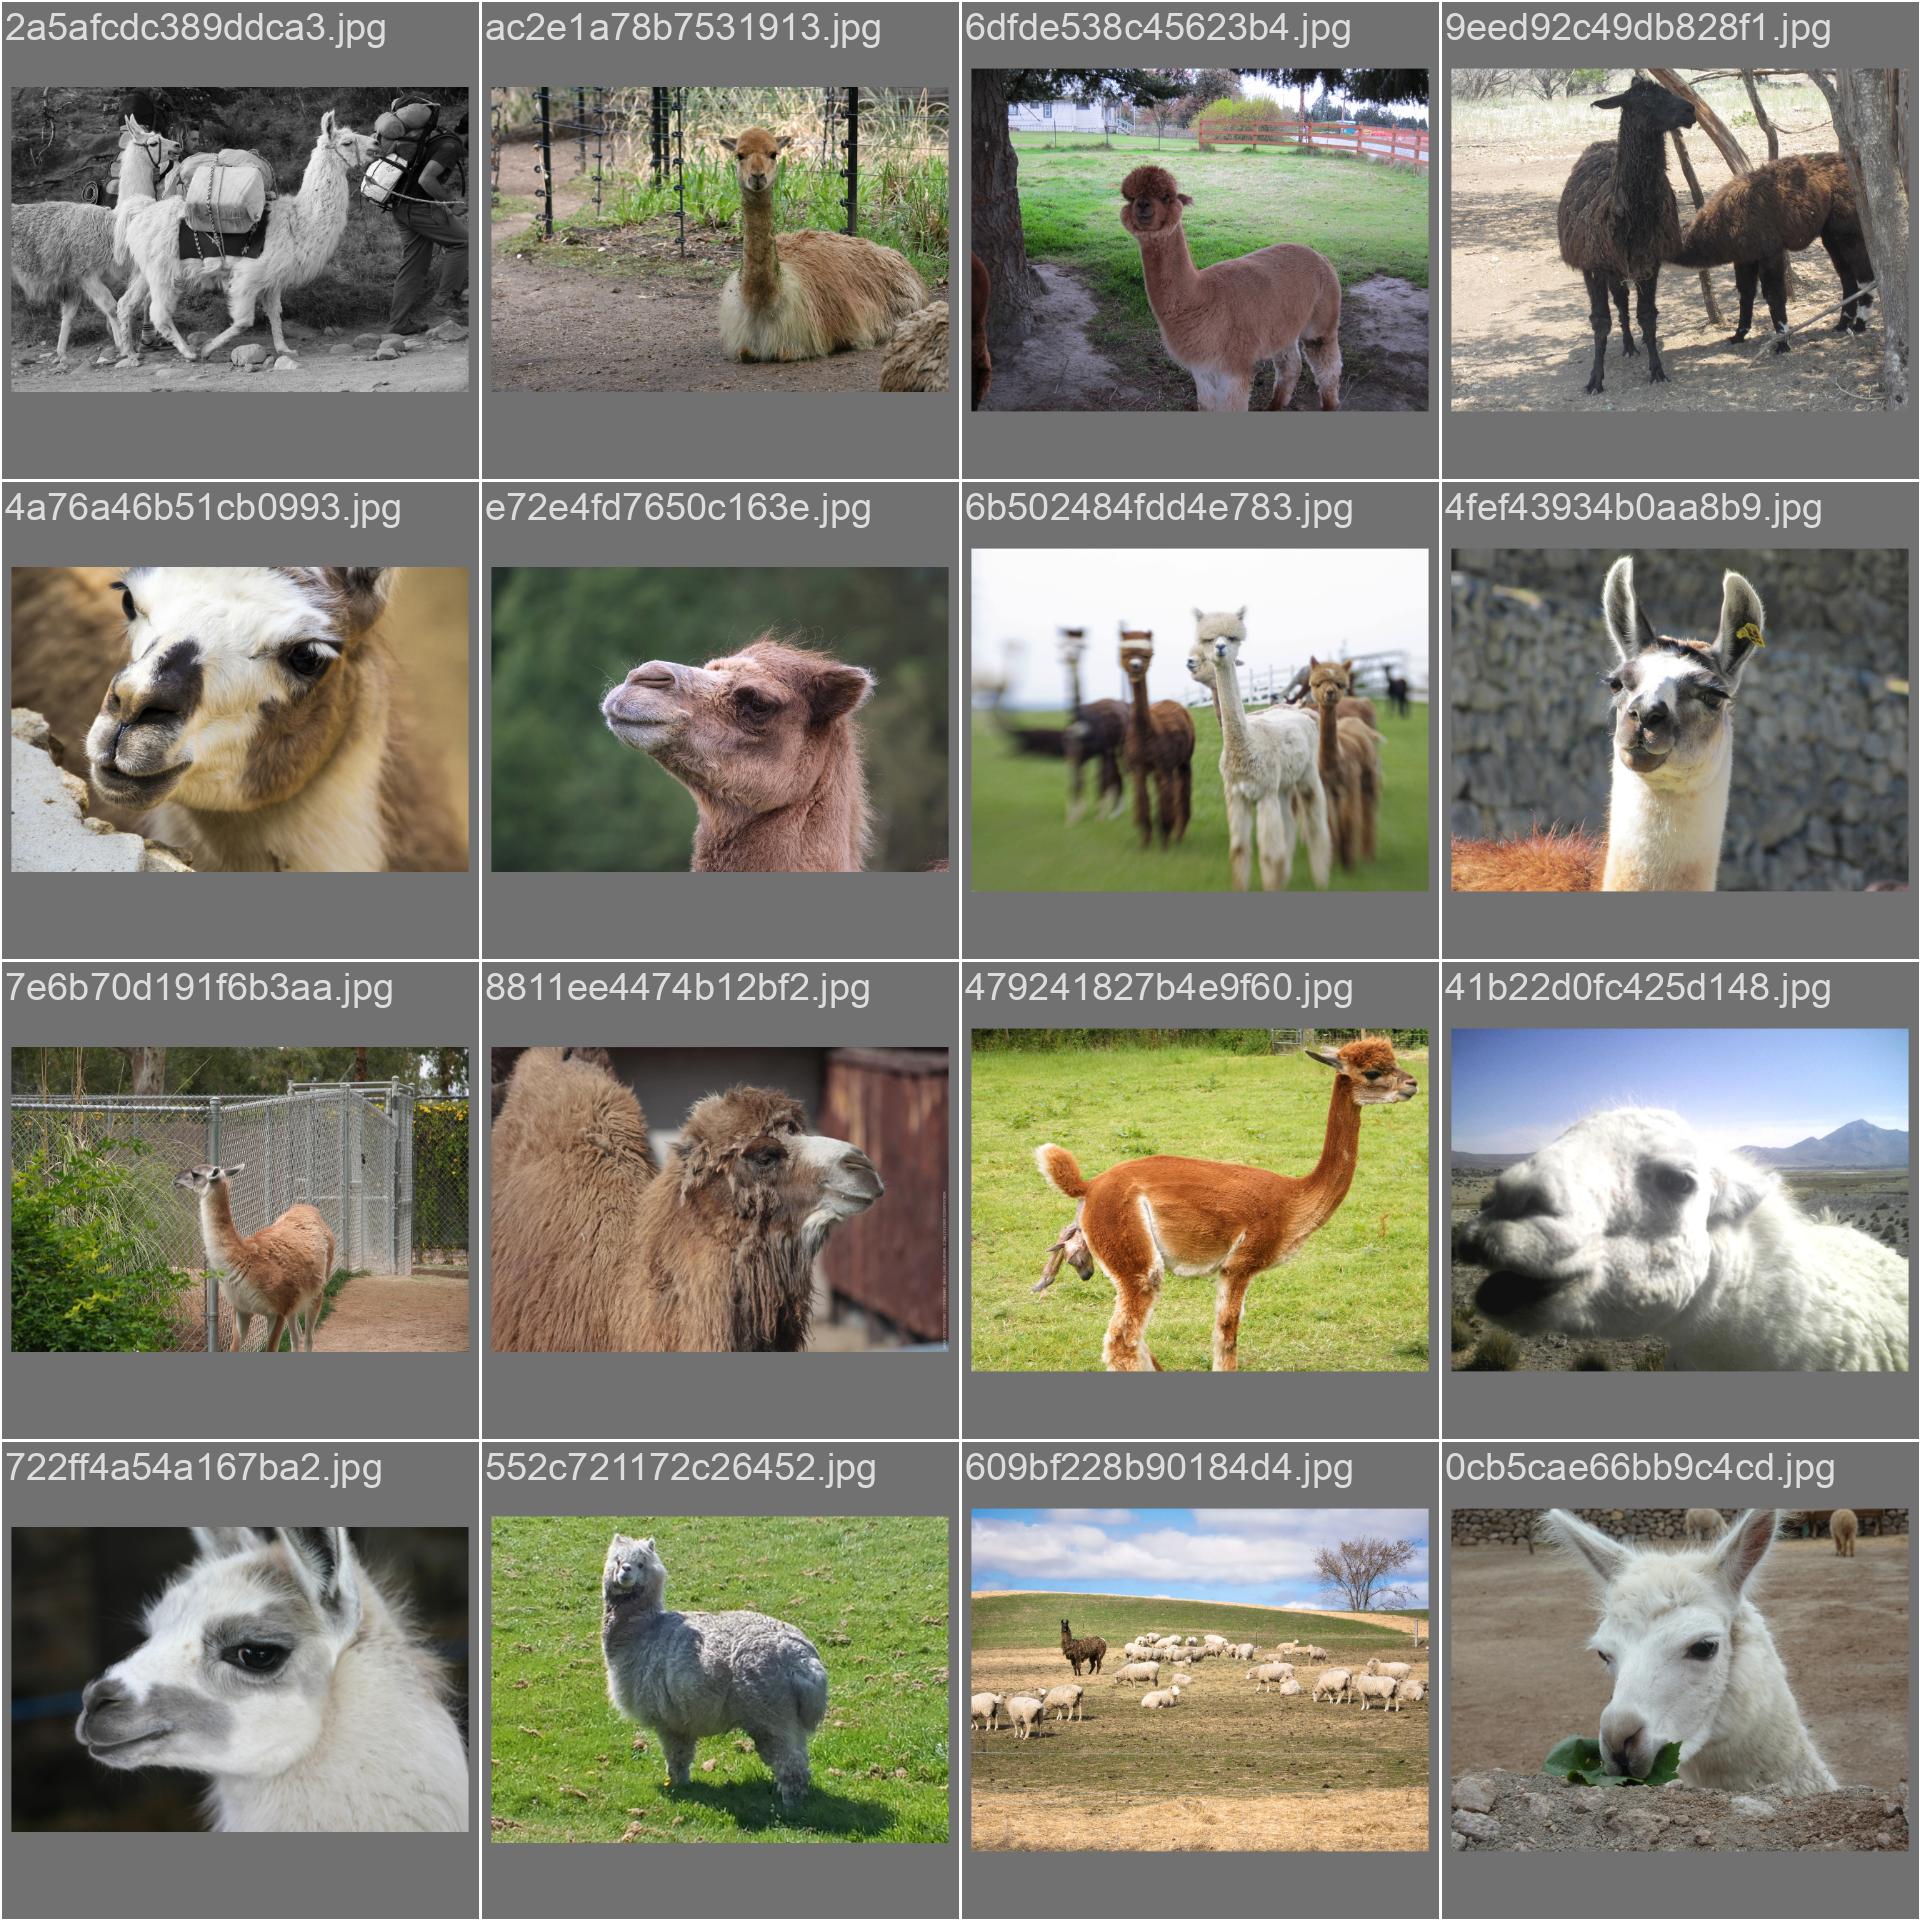 2a5afcdc389ddca3.jpg
ac2e1a78b7531913.jpg
6dfde538c45623b4.jpg
9eed92c49db828f1.jpg
4a76a46b51cb0993.jpg
e72e4fd7650c163e.jpg
6b502484fdd4e783.jpg
4fef43934b0aa8b9.jpg
7e6b70d191f6b3aa.jpg
8811ee4474b12bf2.jpg
479241827b4e9f60.jpg
41b22d0fc425d148.jpg
722ff4a54a167ba2.jpg
552c721172c26452.jpg
609bf228b90184d4.jpg
0cb5cae66bb9c4cd.jpg